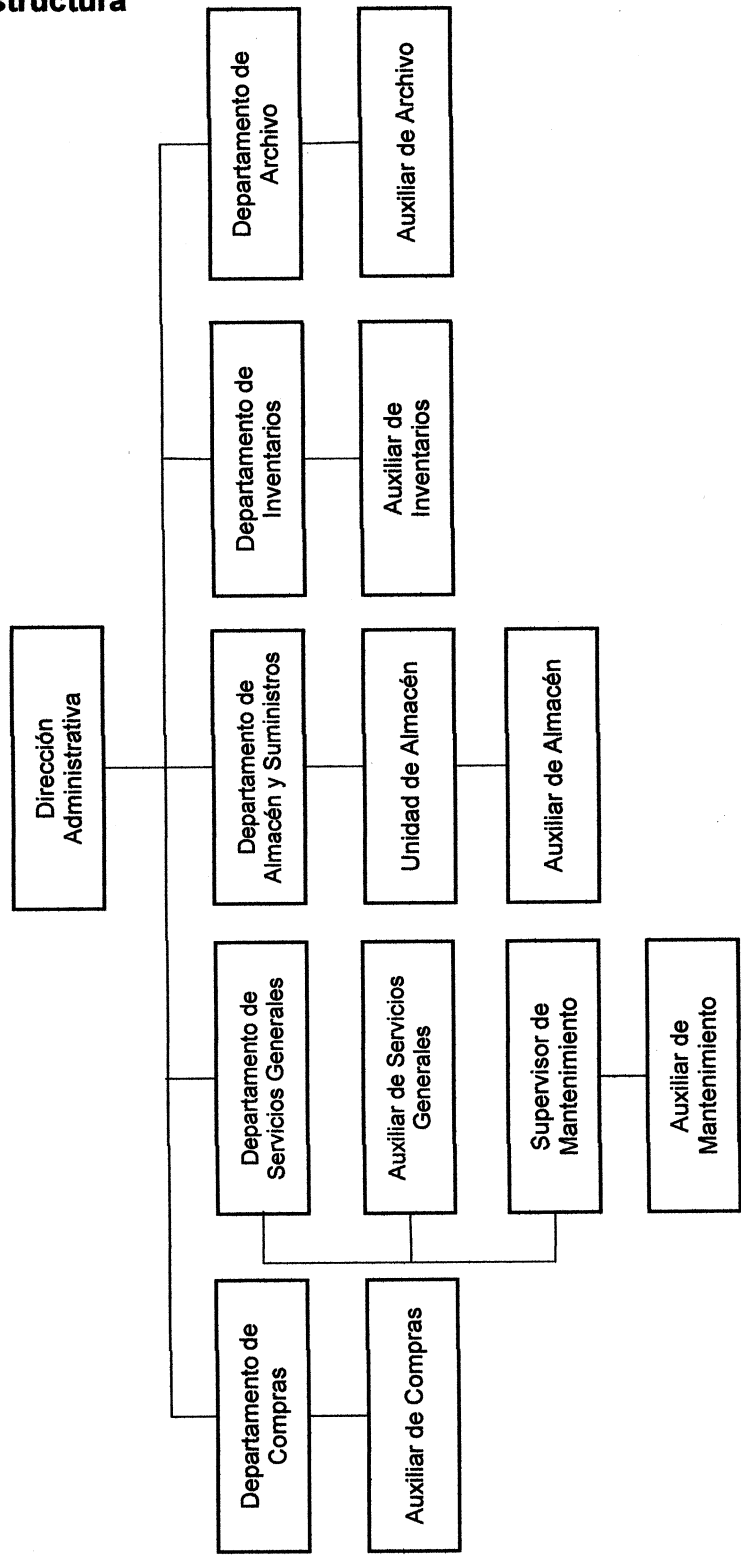 structura
Dirección
Administrativa
Departamento de
Compras
Departamento de
Servicios Generales
Departamento de
Almacén y Suministros
Departamento de
Inventarios
Departamento de
Archivo
Auxiliar de Compras
Auxiliar de Servicios
Generales
Unidad de Almacén
Auxiliar de
Inventarios
Auxiliar de Archivo
Supervisor de
Mantenimiento
Auxiliar de Almacén
Auxiliar de
Mantenimiento